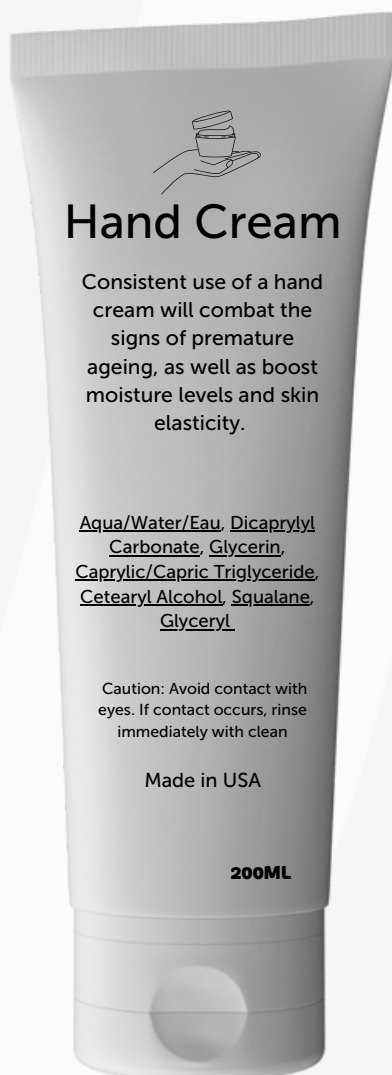 Hand Cream
Consistent use of a hand
cream will combat the
signs of premature
ageing, as well as boost
moisture levels and skin
elasticity.
Aqua/Water/Eau, Dicaprylyl
Carbonate, Glycerin,
Caprylic/Capric Triglyceride,
Cetearyl Alcohol, Squalane,
Glyceryl
Caution: Avoid contact with
eyes. If contact occurs, rinse
immediately with clean
Made in USA
200ML